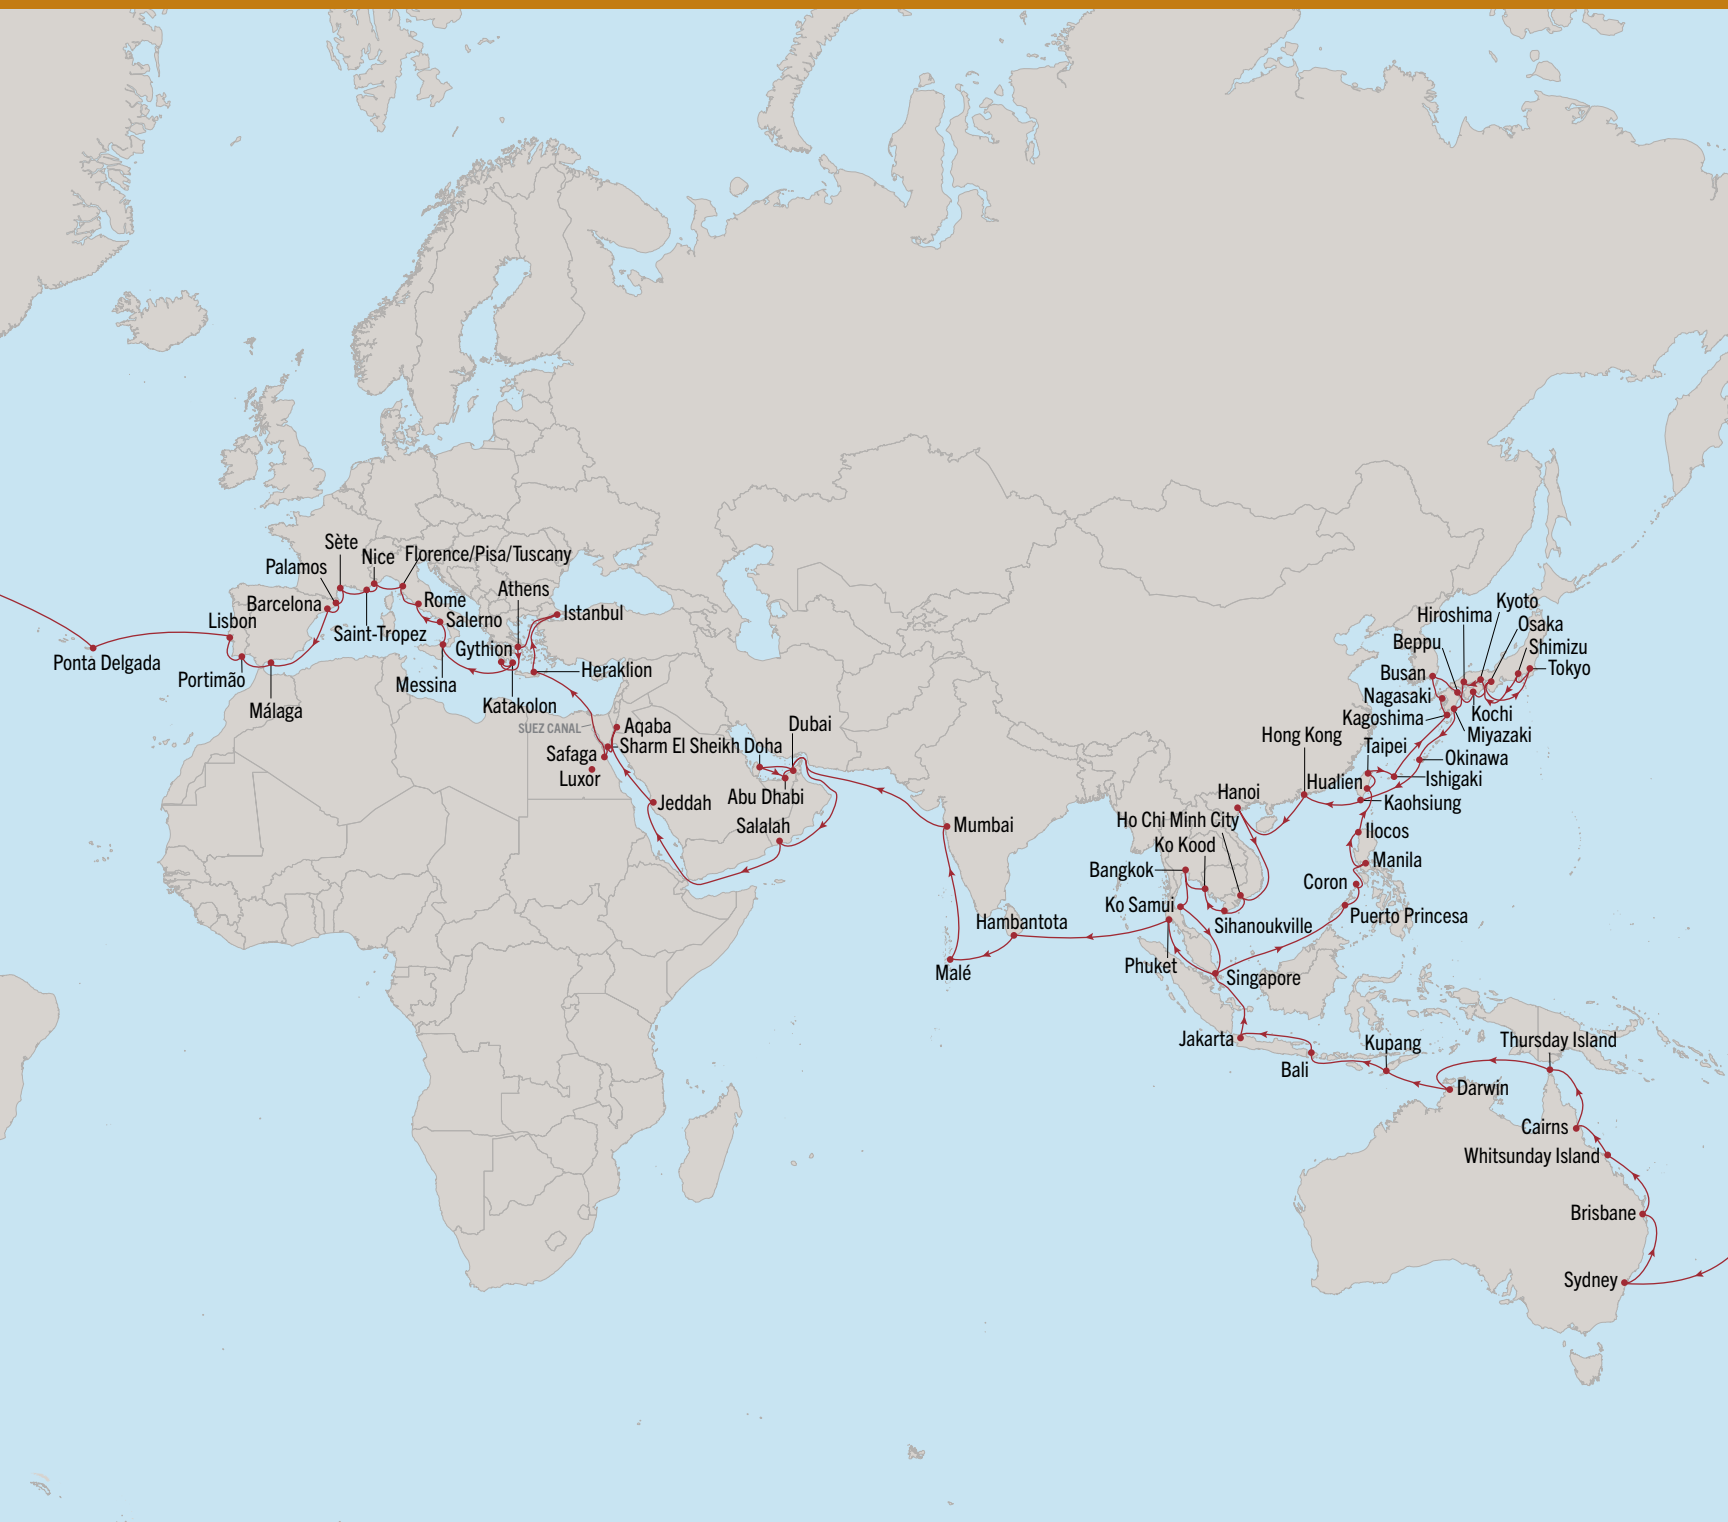 Sète
Nice
Florence/Pisa/Tuscany
Palamos
Athens
Barcelona
Rome
Istanbul
Lisbon
Salerno
Saint-Tropez
Gythion
Ponta Delgada
Heraklion
Portimão
Messina
Katakolon
Málaga
SUEZ CANAL
Aqaba
Dubai
Sharm El Sheikh
Doha
Safaga
Luxor
Abu Dhabi
Jeddah
Salalah
Mumbai
Kyoto
Hiroshima
Osaka
Beppu
Shimizu
Busan
Tokyo
Nagasaki
Kagoshima
Kochi
Miyazaki
Hong Kong
Taipei
Okinawa
Hualien
Ishigaki
Hanoi
Kaohsiung
Ho Chi Minh City
Ilocos
Ko Kood
Manila
Bangkok
Coron
Ko Samui
Puerto Princesa
Hambantota
Sihanoukville
Phuket
Malé
Singapore
Jakarta
Kupang
Thursday Island
Bali
Darwin
Cairns
Whitsunday Island
Brisbane
Sydney